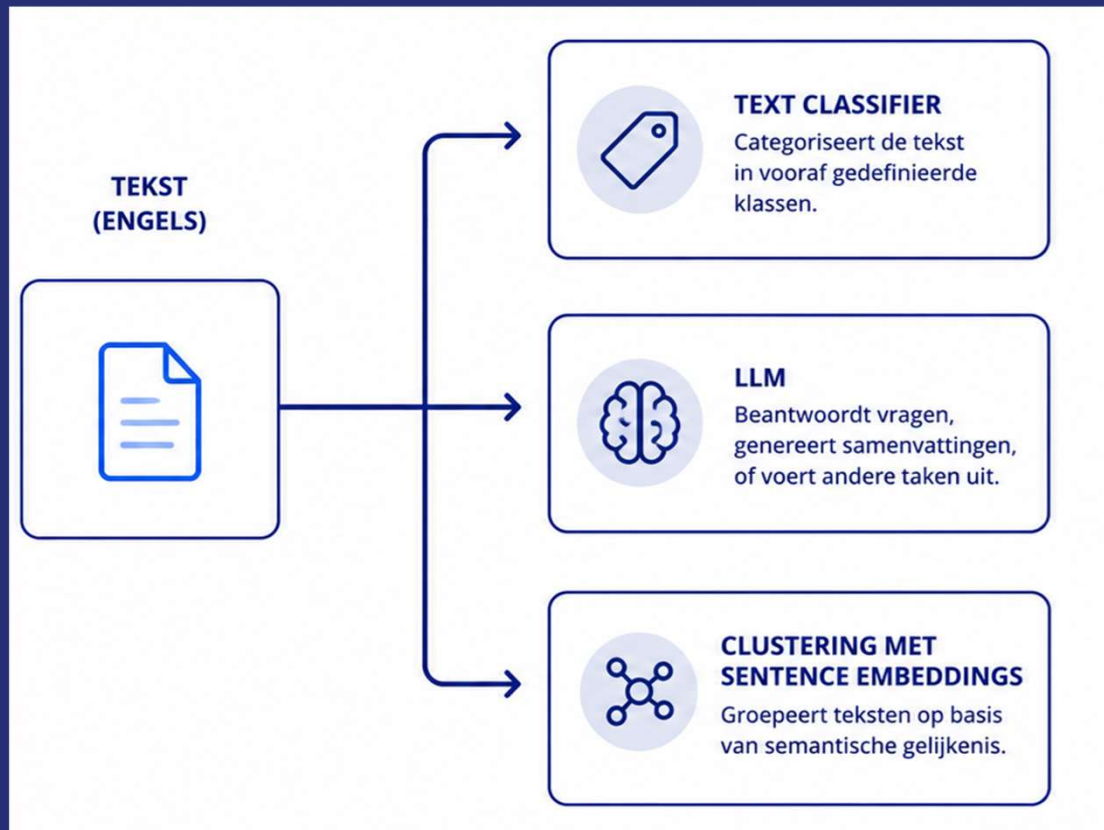 TEKST
(ENGELS)
TEXT CLASSIFIER
Categoriseert de tekst
in vooraf gedefinieerde
klassen.
LLM
Beantwoordt vragen,
genereert samenvattingen,
of voert andere taken uit.
CLUSTERING MET
SENTENCE EMBEDDINGS
Groepeert teksten op basis
van semantische gelijkenis.